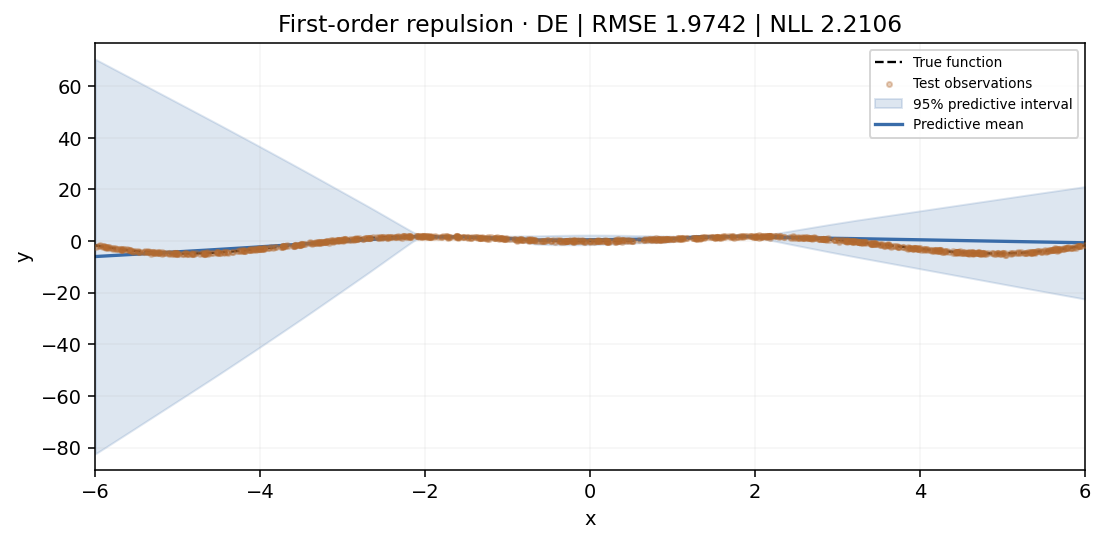 First-order repulsion · DE | RMSE 1.9742 | NLL 2.2106
True function
Test observations
95% predictive interval
Predictive mean
60
40
20
0
−20
−40
−60
−80
y
−6
−4
−2
0
2
4
6
x